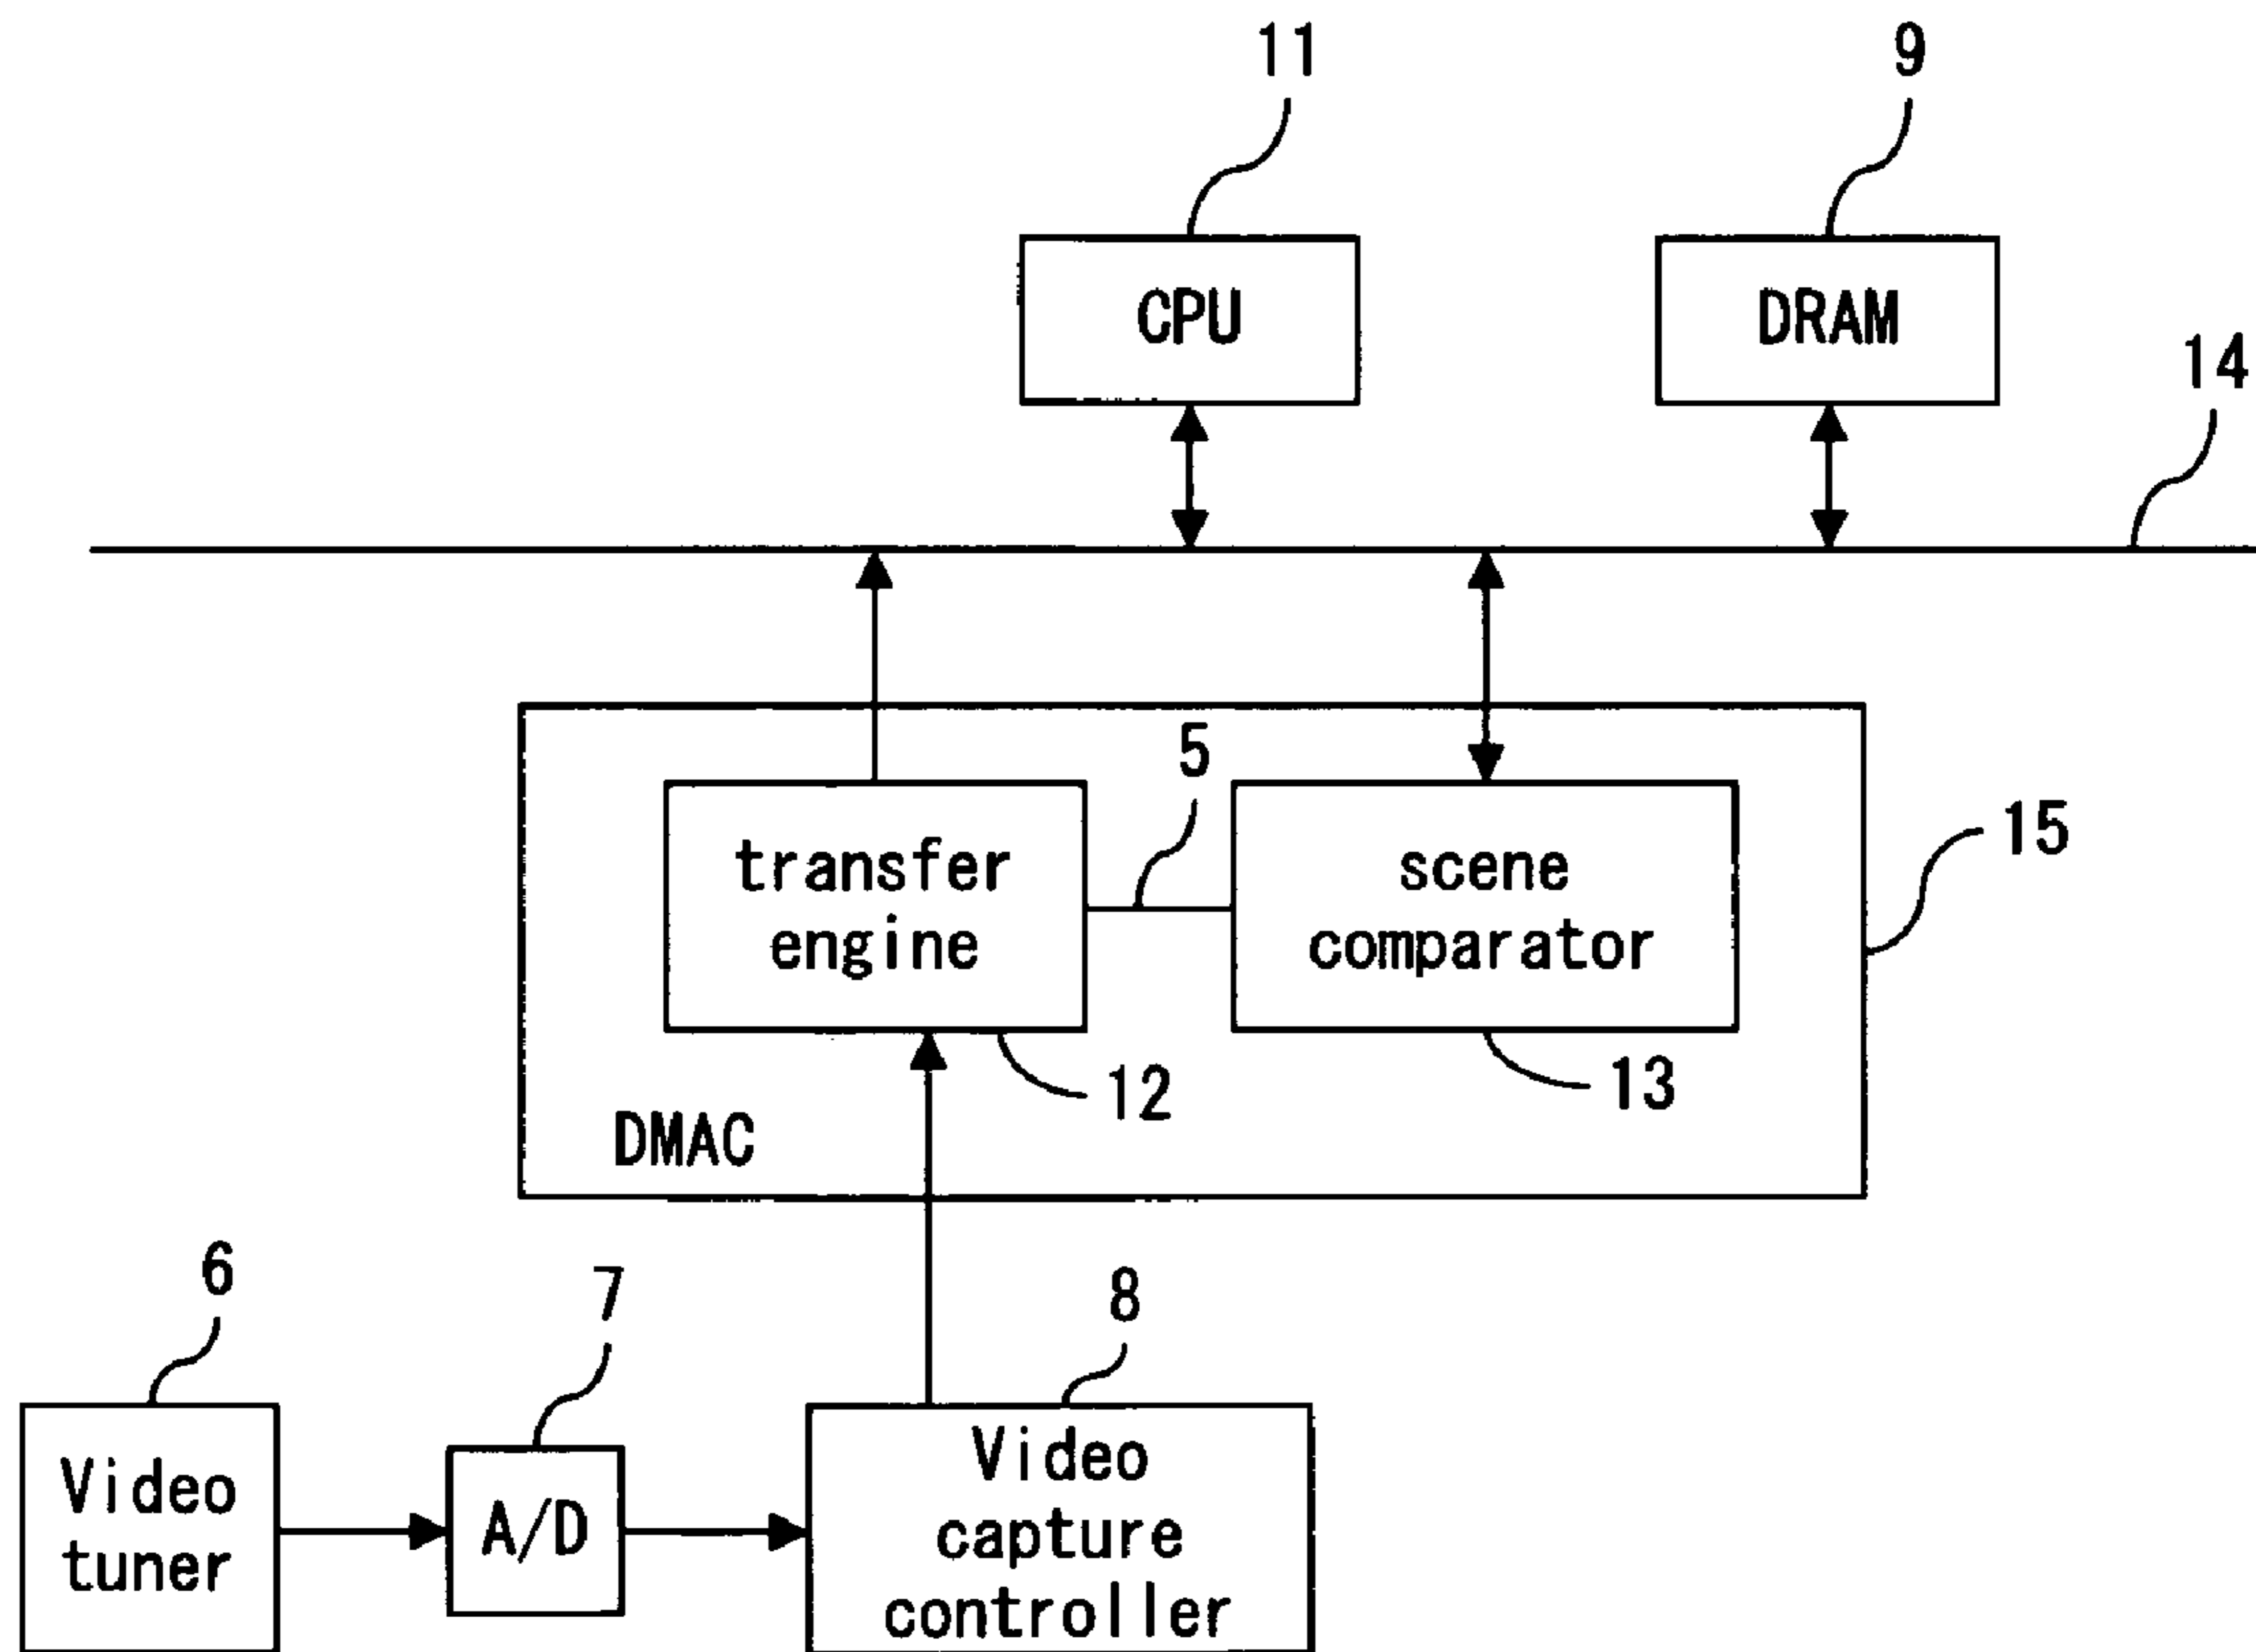 11
9
CPU
DRAM
14
5
transfer
engine
scene
comparator
15
12
13
DMAC
6
7
8
Video
tuner
A/D
Video
capture
controller